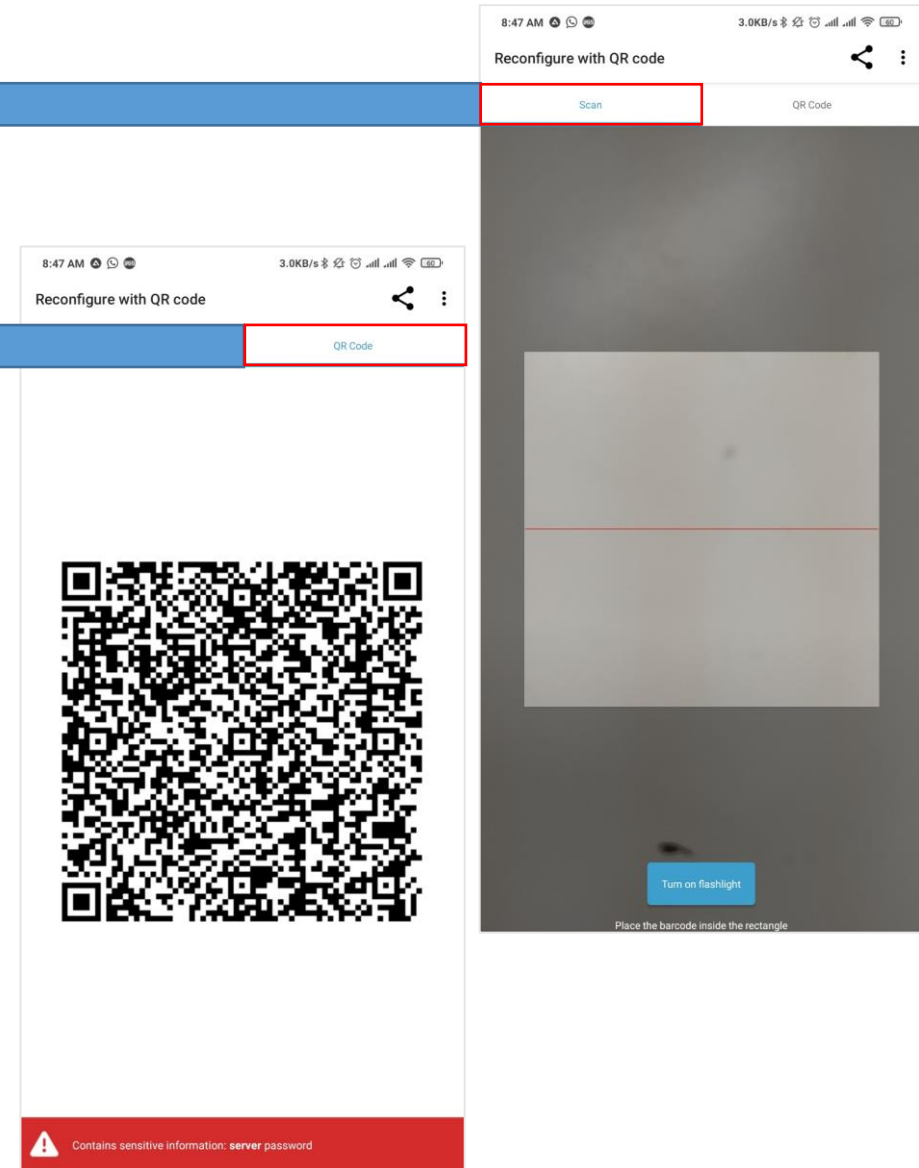 8:47 AM
3.0KB/s
60
Reconfigure with QR code
Scan
QR Code
Turn on flashlight
Place the barcode inside the rectangle
8:47 AM
3.0KB/s
60
Reconfigure with QR code
QR Code
Contains sensitive information: server password